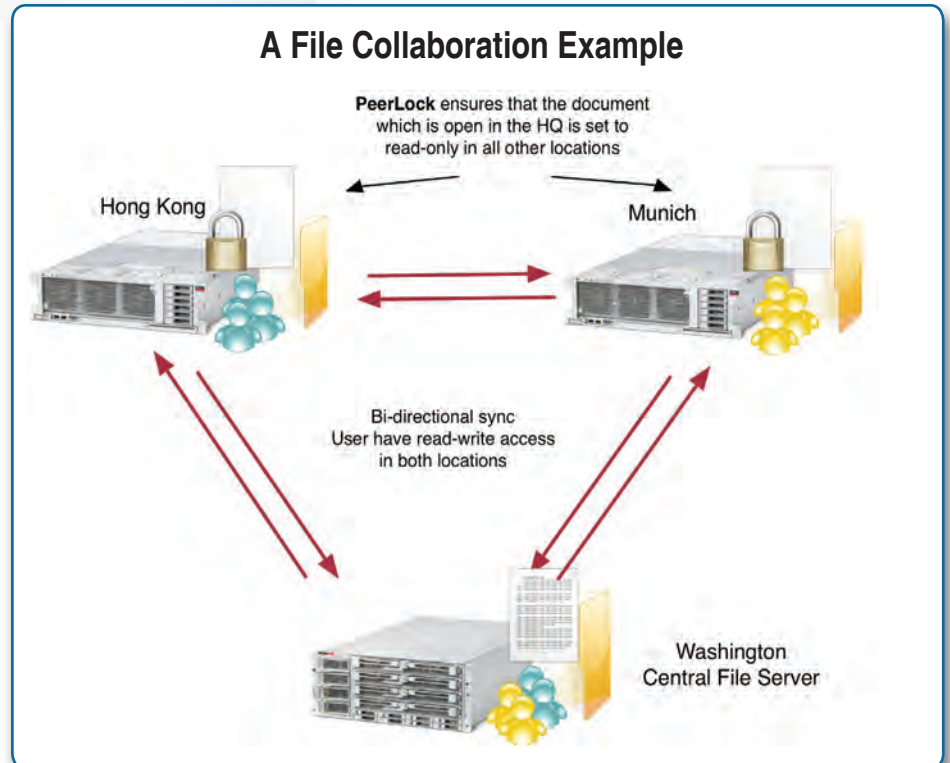 A File Collaboration Example
PeerLock ensures that the document
which is open in the HQ is set to
read-only in all other locations
Hong Kong
Munich
Bi-directional sync
User have read-write access
in both locations
Washington
Central File Server